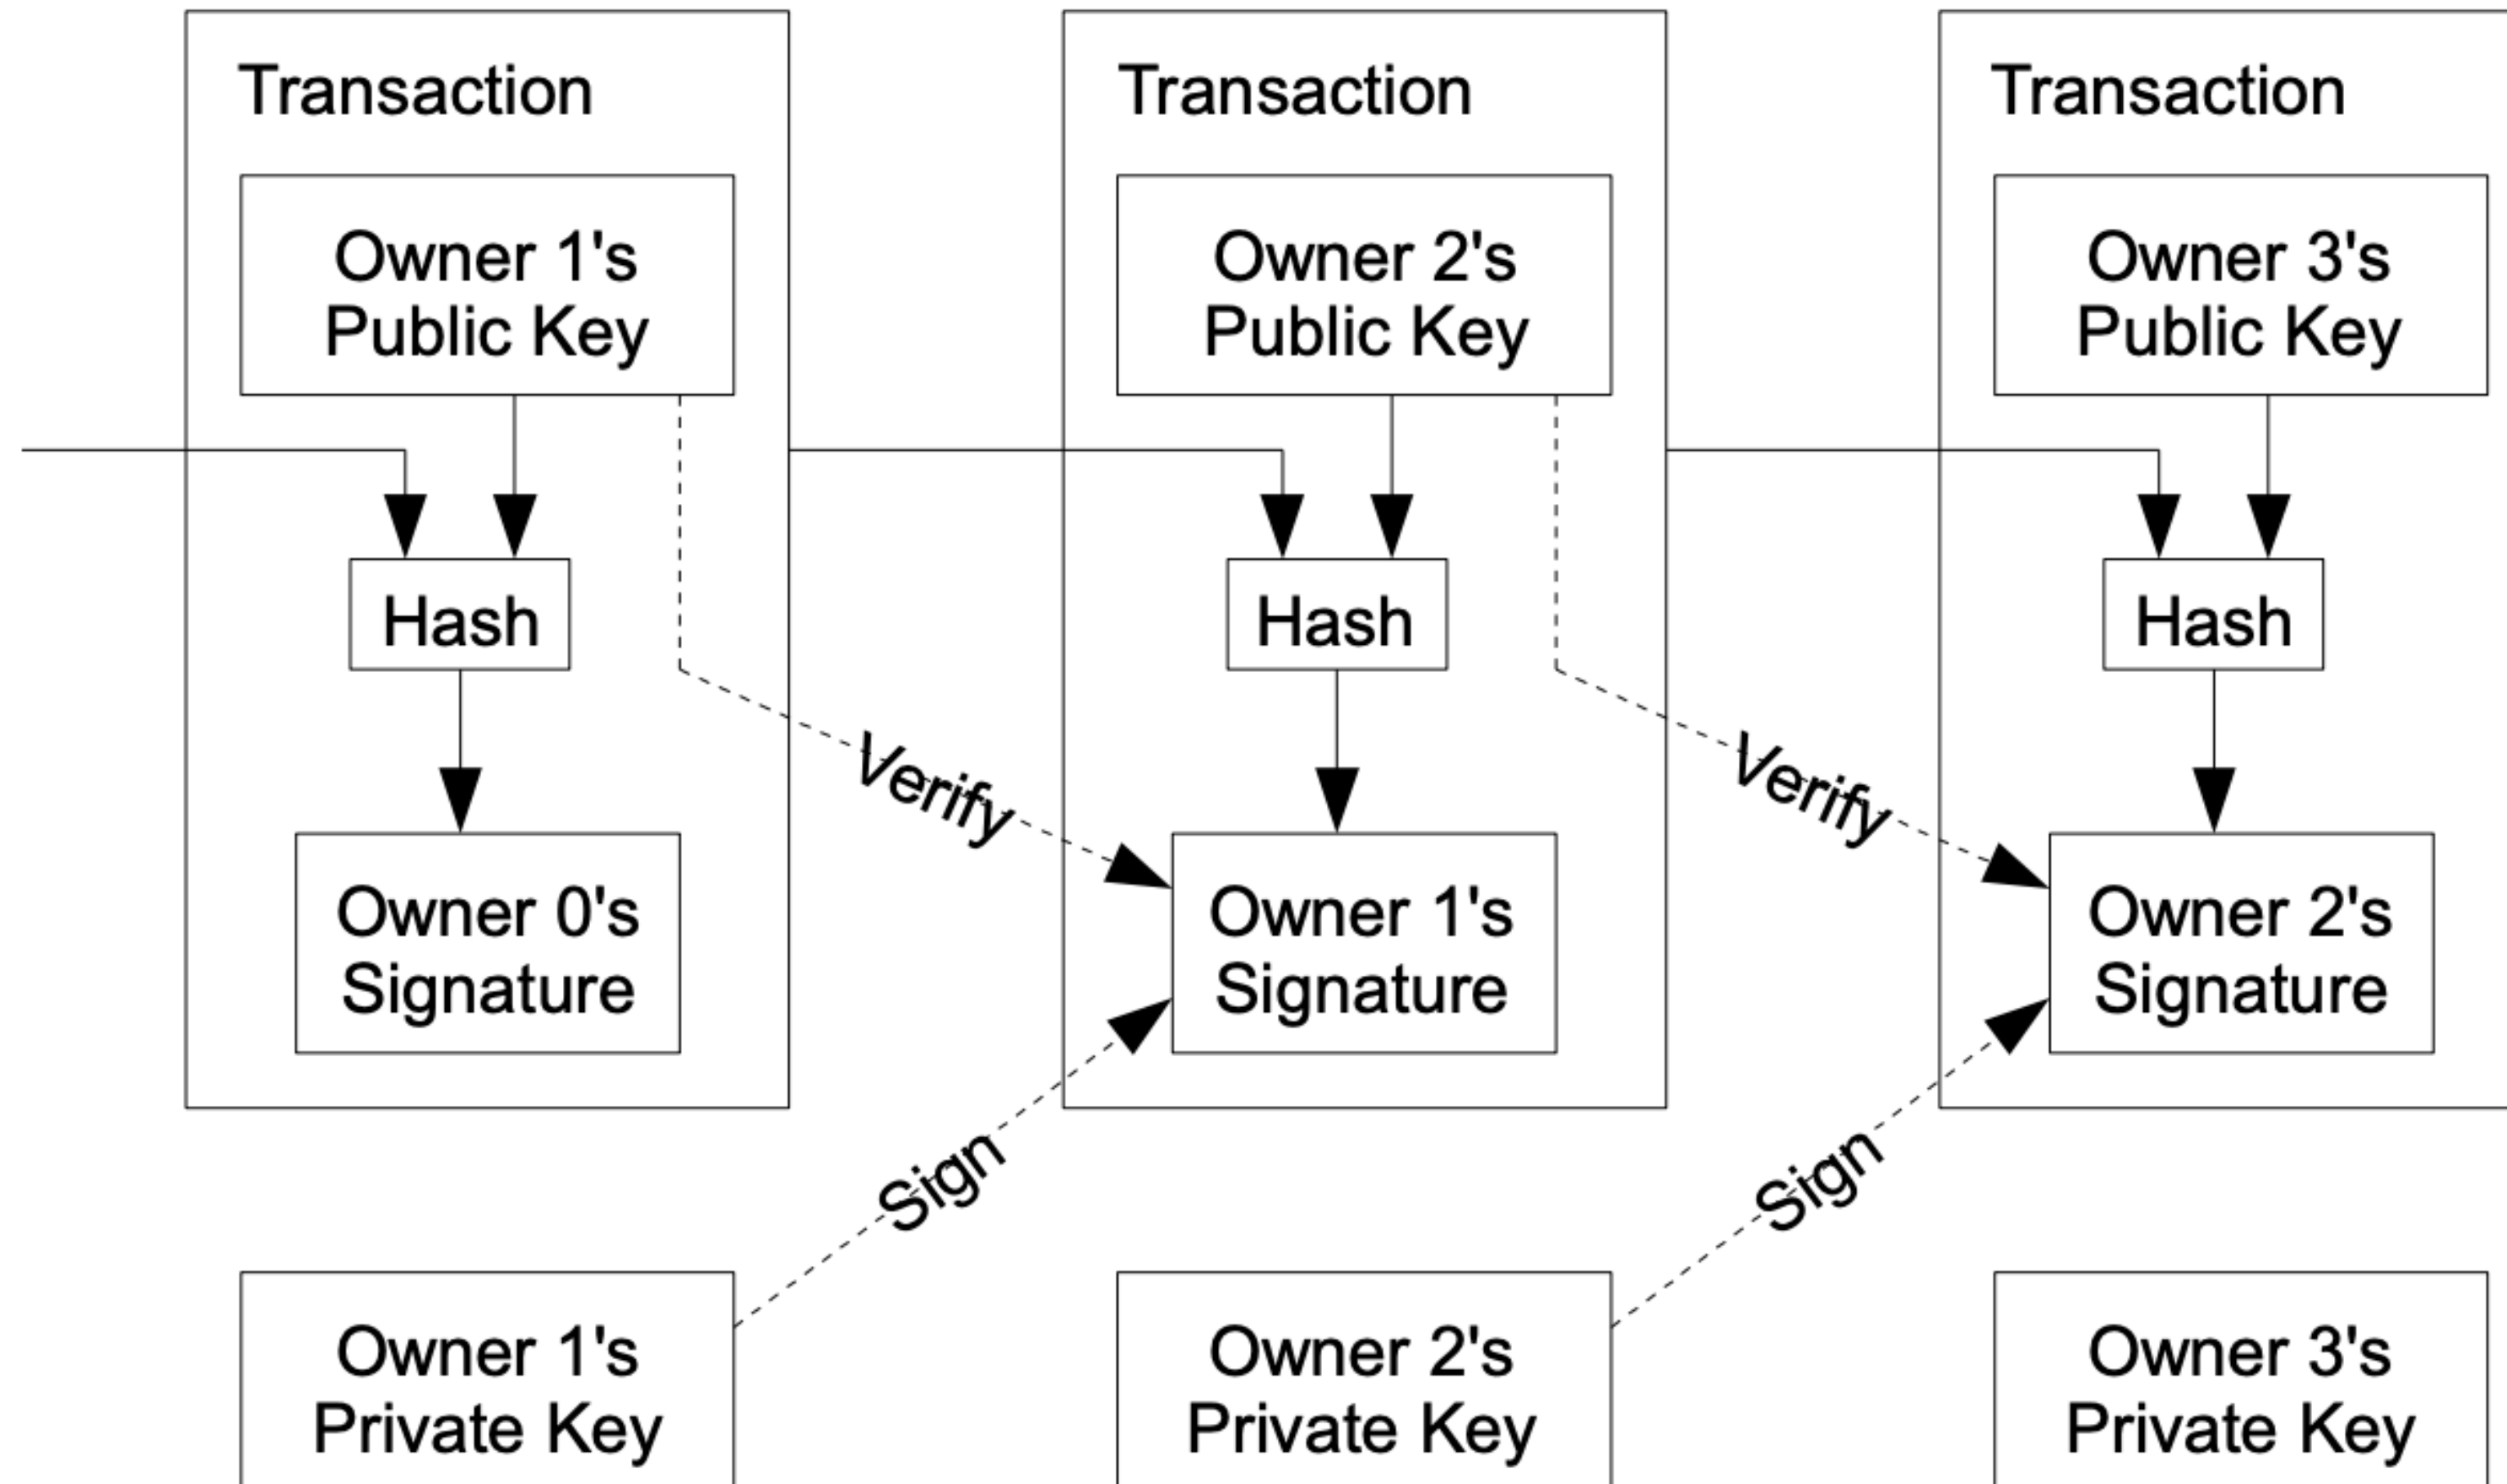 Transaction
Owner 1's
Public Key
Hash
Owner 0's
Signature
Transaction
Owner 2's
Public Key
Hash
Owner 1's
Signature
Transaction
Owner 3's
Public Key
Hash
Owner 2's
Signature
Verify
Verify
Sign
Sign
Owner 1's
Private Key
Owner 2's
Private Key
Owner 3's
Private Key